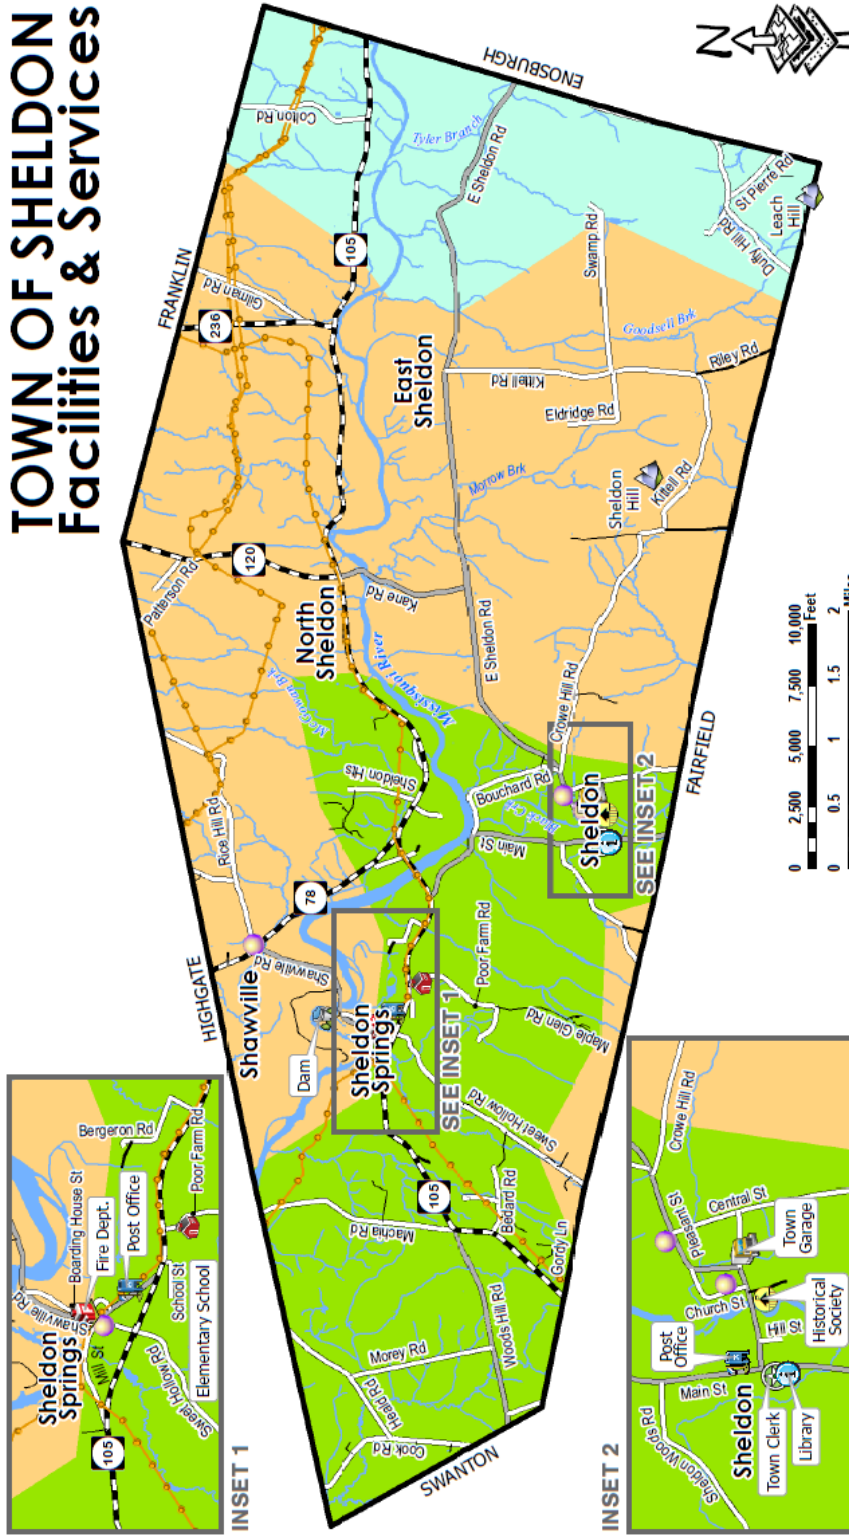 TOWN OF SHELDON
Facilities & Services
N
FRANKLIN
ENOSBURGH
HIGHGATE
FAIRFIELD
SWANTON
Colton Rd
Tyler Branch
E Sheldon Rd
105
236
Gilman Rd
Swamp Rd
St Pierre Rd
Duffy Hill Rd
Leach
Hill
Goodsell Brk
Riley Rd
Kittell Rd
Eldridge Rd
East
Sheldon
Morrow Brk
Sheldon
Hill
Kittell Rd
120
Patterson Rd
Kane Rd
North
Sheldon
Missisquoi River
McGowan Brk
E Sheldon Rd
Crowe Hill Rd
Sheldon Hts
Bouchard Rd
Black Crk
Main St
Sheldon
SEE INSET 2
Rice Hill Rd
78
Shawville
Shawville Rd
Dam
Sheldon
Springs
SEE INSET 1
Poor Farm Rd
Maple Glen Rd
Sweet Hollow Rd
105
Machia Rd
Bedard Rd
Gordy Ln
Woods Hill Rd
Morey Rd
Heald Rd
Cook Rd
0 2,500 5,000 7,500 10,000
Feet
0 0.5 1 1.5 2
Miles
INSET 1
Bergeron Rd
Boarding House St
Shawville Rd
Fire Dept.
Post Office
Poor Farm Rd
School St
Elementary School
Sheldon
Springs
Mill St
Sweet Hollow Rd
105
INSET 2
Crowe Hill Rd
Pleasant St
Central St
Town
Garage
Church St
Historical
Society
Hill St
Post
Office
Main St
Sheldon
Town Clerk
Library
Sheldon Woods Rd